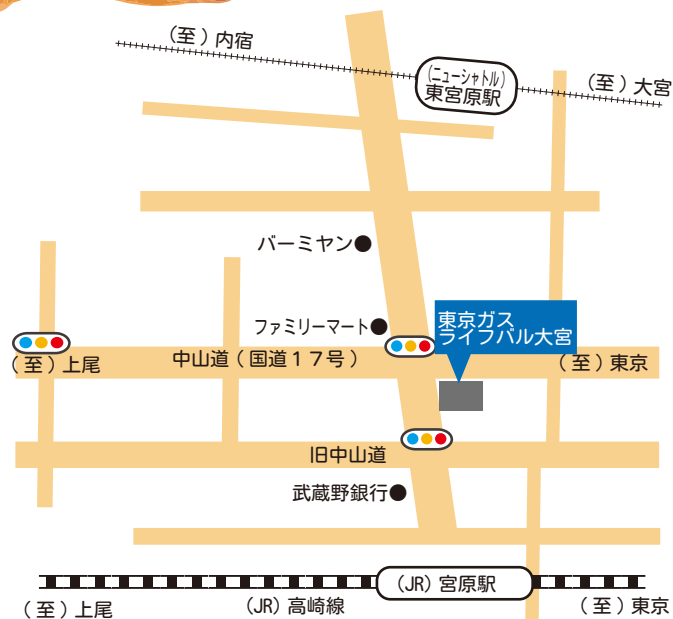 (至)内宿
(ニューシャトル)
東宮原駅
(至)大宮
バーミヤン
ファミリーマート
東京ガス
ライフバル大宮
(至)上尾
中山道(国道17号)
(至)東京
旧中山道
武蔵野銀行
(JR) 宮原駅
(至)上尾
(JR) 高崎線
(至)東京